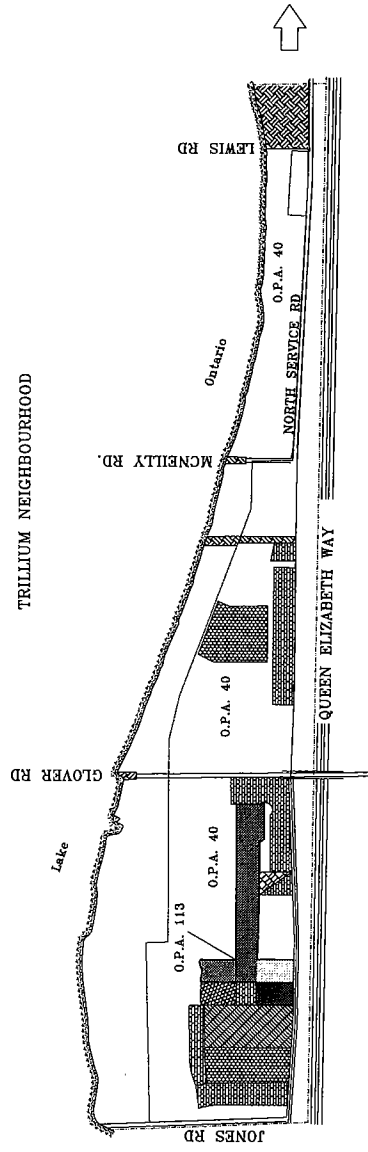 TRILLIUM NEIGHBOURHOOD
Lake
Ontario
JONES RD
GLOVER RD
MCNEILLY RD.
LEWIS RD
O.P.A. 113
O.P.A. 40
O.P.A. 40
O.P.A. 40
NORTH SERVICE RD
QUEEN ELIZABETH WAY